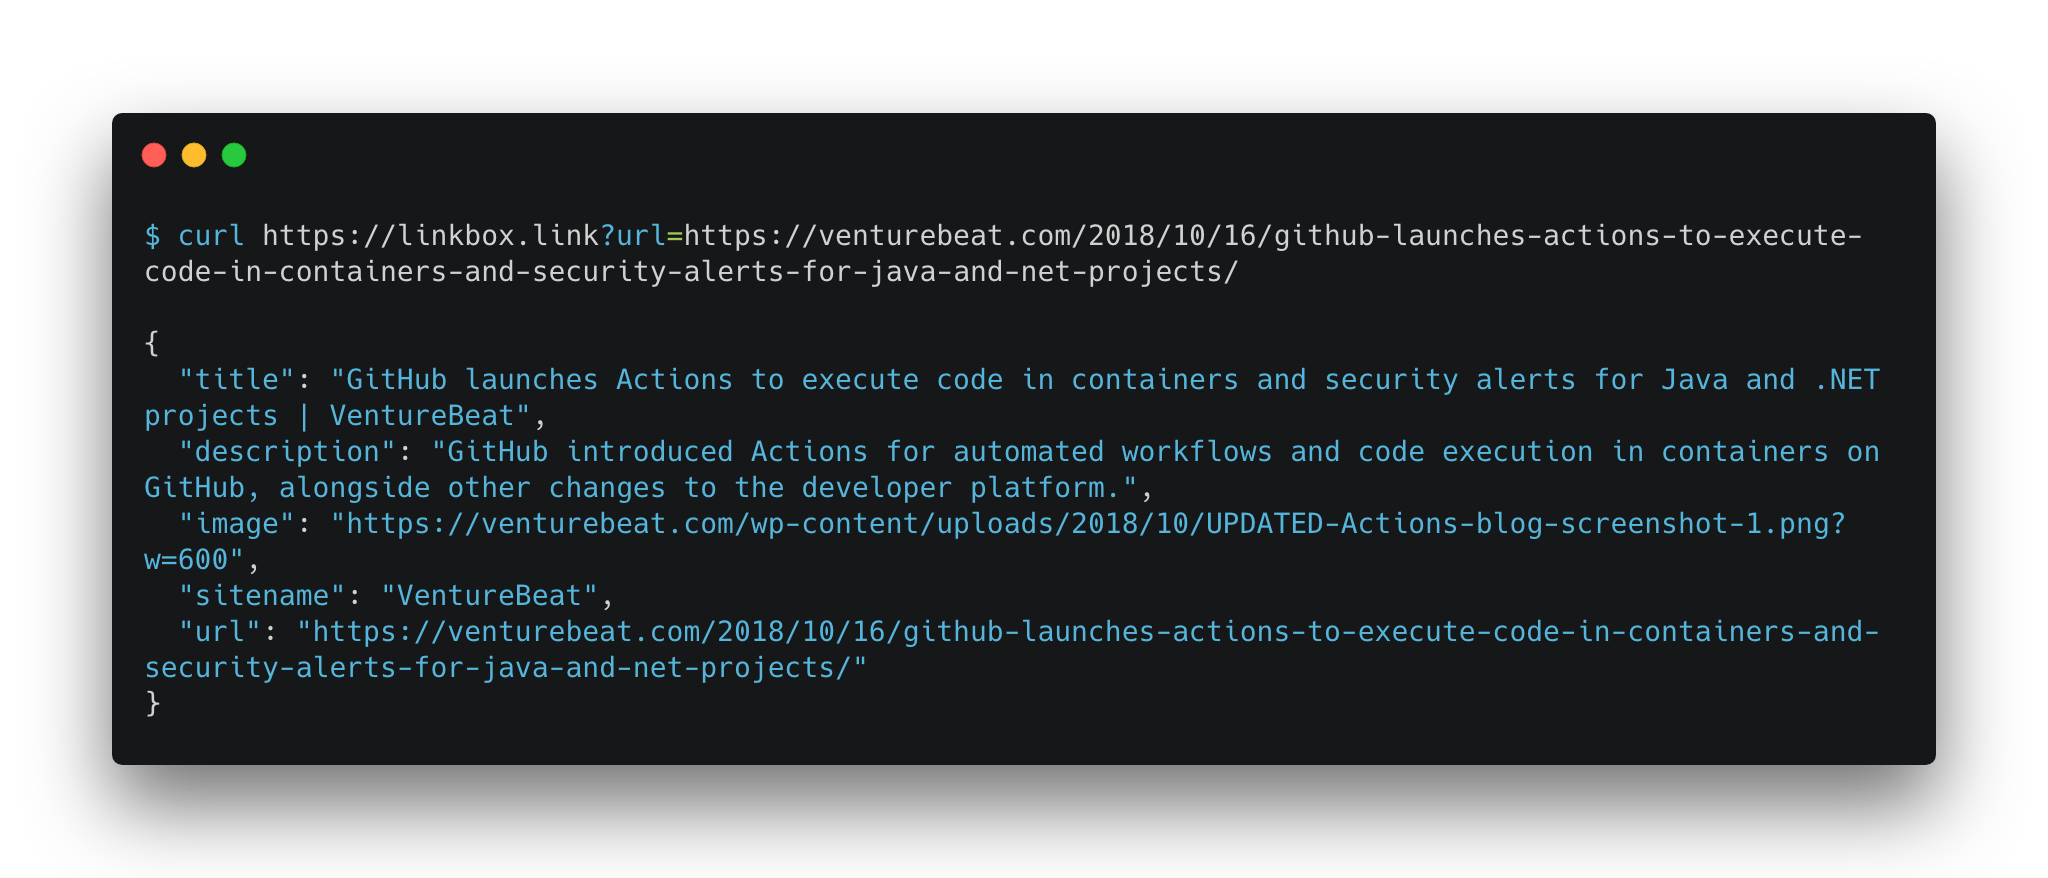 $ curl https://linkbox.link?url=https://venturebeat.com/2018/10/16/github-launches-actions-to-execute-
code-in-containers-and-security-alerts-for-java-and-net-projects/
{
"title": "GitHub launches Actions to execute code in containers and security alerts for Java and .NET
projects | VentureBeat",
"description": "GitHub introduced Actions for automated workflows and code execution in containers on
GitHub, alongside other changes to the developer platform.",
"image": "https://venturebeat.com/wp-content/uploads/2018/10/UPDATED-Actions-blog-screenshot-1.png?
w=600",
"sitename": "VentureBeat",
"url": "https://venturebeat.com/2018/10/16/github-launches-actions-to-execute-code-in-containers-and-
security-alerts-for-java-and-net-projects/"
}